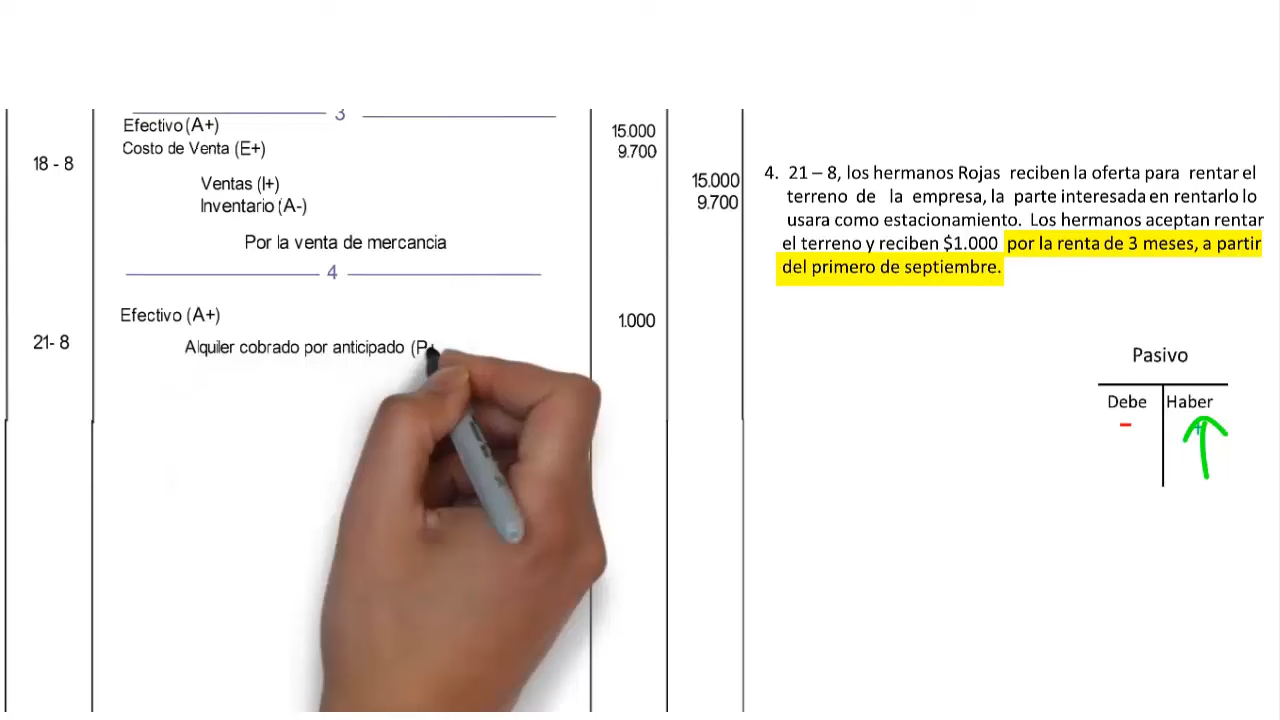 3
Efectivo (A+)
15.000
Costo de Venta (E+)
9.700
18 - 8
Ventas (I+)
15.000
Inventario (A-)
9.700
Por la venta de mercancia
4
Efectivo (A+)
1.000
21- 8
Alquiler cobrado por anticipado (P+
4. 21 – 8, los hermanos Rojas reciben la oferta para rentar el
terreno de la empresa, la parte interesada en rentarlo lo
usara como estacionamiento. Los hermanos aceptan rentar
el terreno y reciben $1.000 por la renta de 3 meses, a partir
del primero de septiembre.
Pasivo
Debe Haber
- +